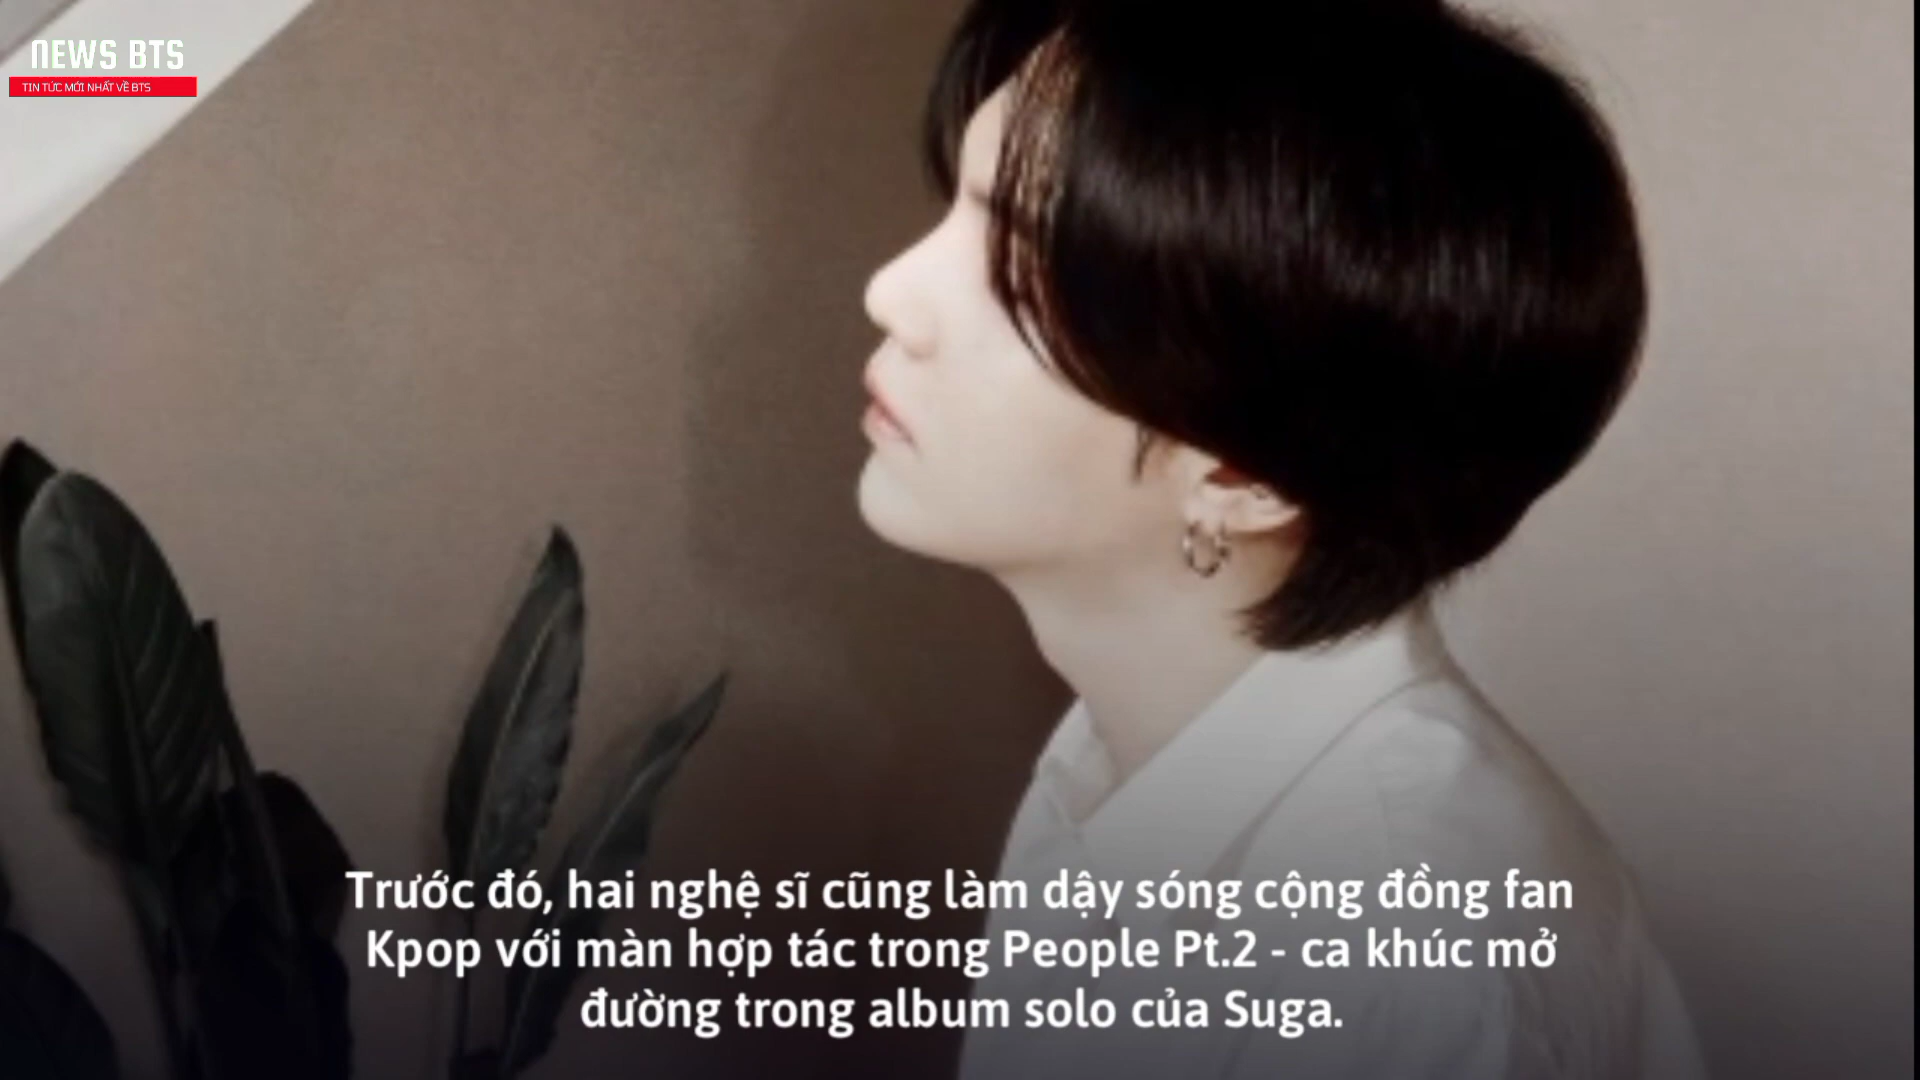 NEWS BTS
TIN TỨC MỚI NHẤT VỀ BTS
Trước đó, hai nghệ sĩ cũng làm dậy sóng cộng đồng fan
Kpop với màn hợp tác trong People Pt.2 - ca khúc mở
đường trong album solo của Suga.